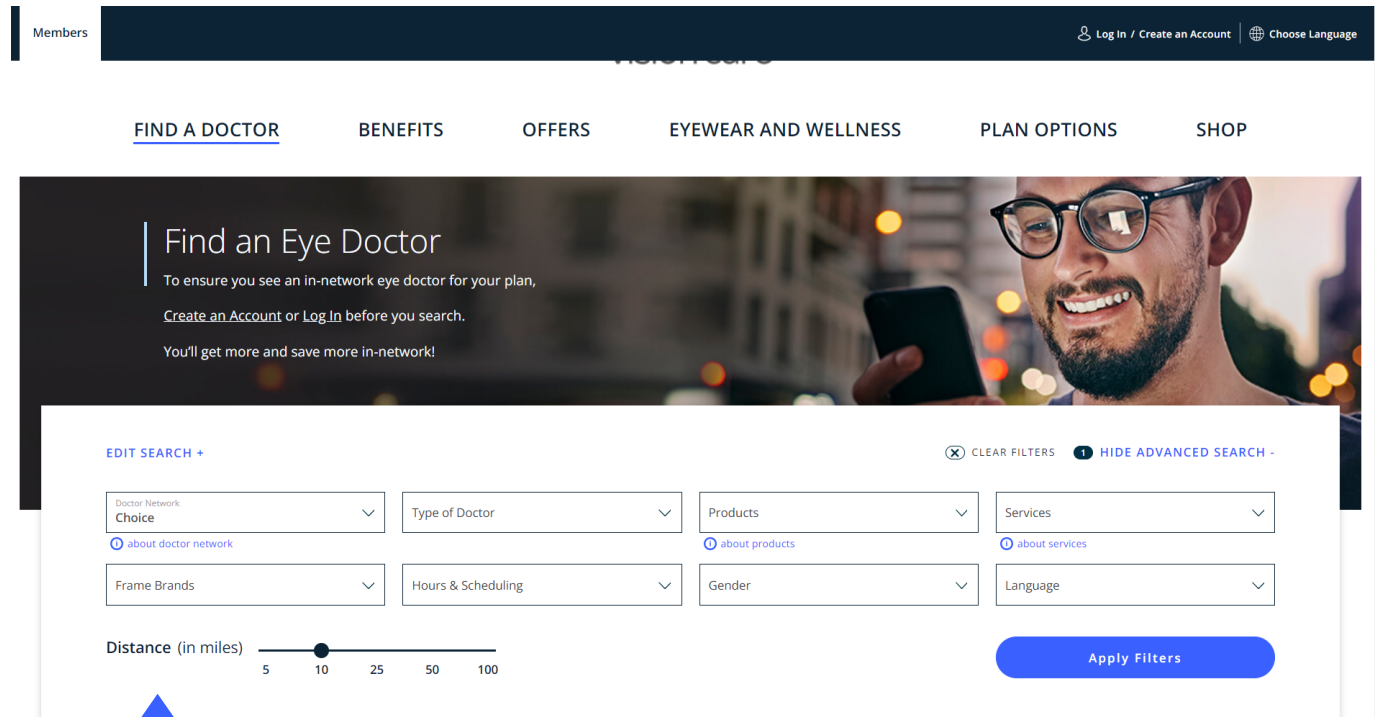 Members
Log In / Create an Account
Choose Language
FIND A DOCTOR BENEFITS OFFERS EYEWEAR AND WELLNESS PLAN OPTIONS SHOP
Find an Eye Doctor
To ensure you see an in-network eye doctor for your plan,
Create an Account or Log In before you search.
You'll get more and save more in-network!
EDIT SEARCH +
CLEAR FILTERS 1 HIDE ADVANCED SEARCH -
Doctor Network
Choice
Type of Doctor
Products
Services
about doctor network
about products
about services
Frame Brands
Hours & Scheduling
Gender
Language
Distance (in miles)
5 10 25 50 100
Apply Filters